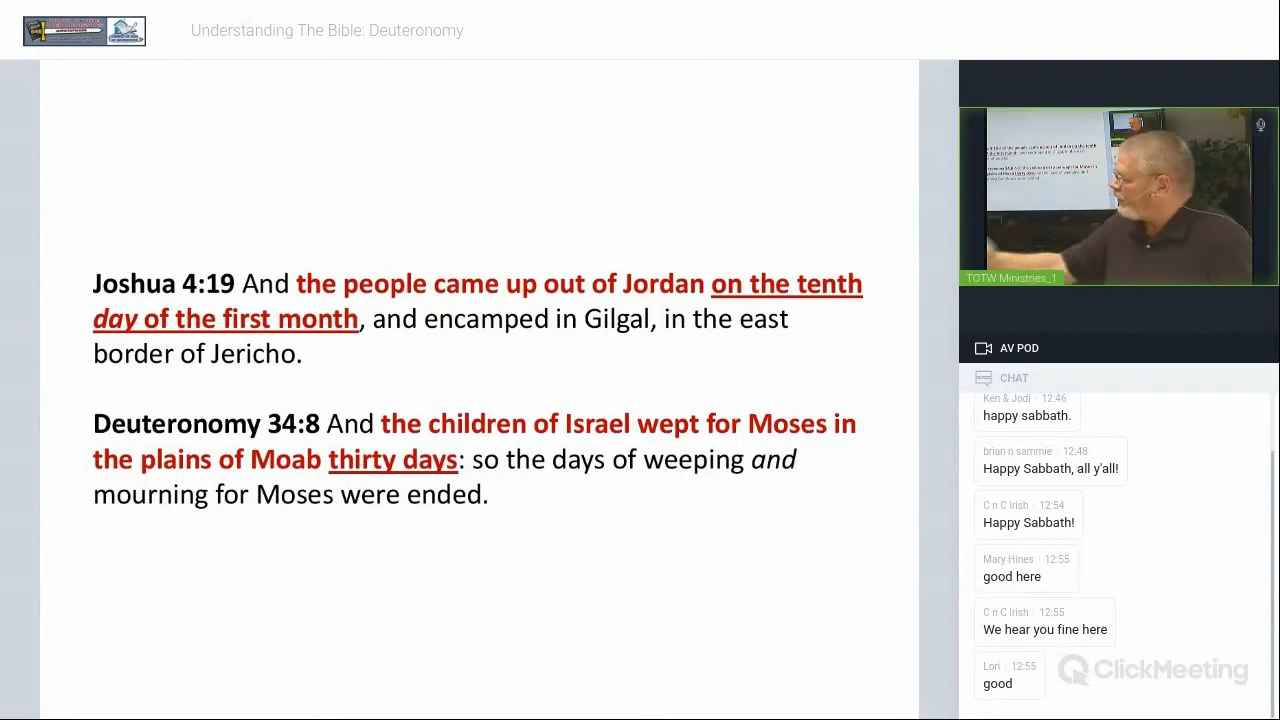 Understanding The Bible: Deuteronomy
Joshua 4:19 And the people came up out of Jordan on the tenth
day of the first month, and encamped in Gilgal, in the east
border of Jericho.
Deuteronomy 34:8 And the children of Israel wept for Moses in
the plains of Moab thirty days: so the days of weeping and
mourning for Moses were ended.
TOTW Ministries_1
AV POD
CHAT
Ken & Jodi 12:46
happy sabbath.
brian n sammie 12:48
Happy Sabbath, all y'all!
C n C Irish 12:54
Happy Sabbath!
Mary Hines 12:55
good here
C n C Irish 12:55
We hear you fine here
Lori 12:55
good
ClickMeeting